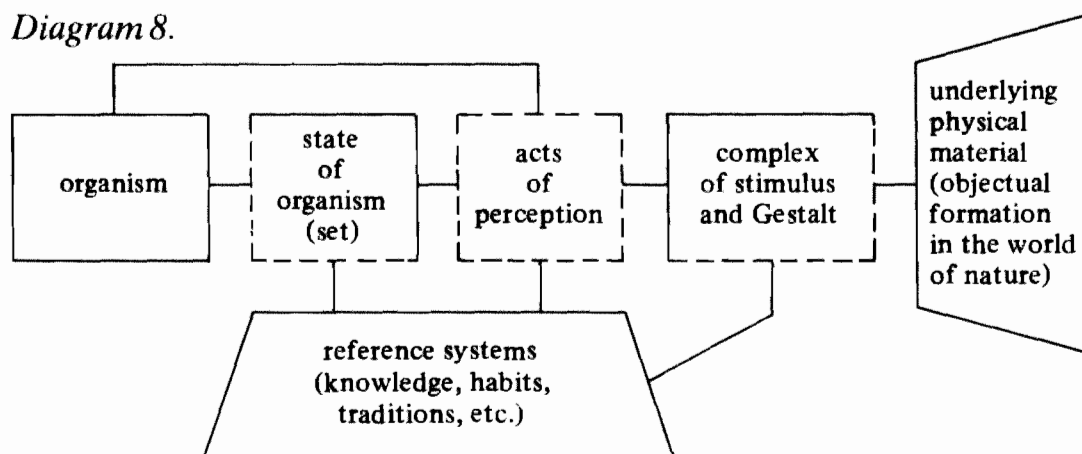 Diagram 8.
organism
state
of
organism
(set)
acts
of
perception
complex
of stimulus
and Gestalt
underlying
physical
material
(objectual
formation
in the world
of nature)
reference systems
(knowledge, habits,
traditions, etc.)